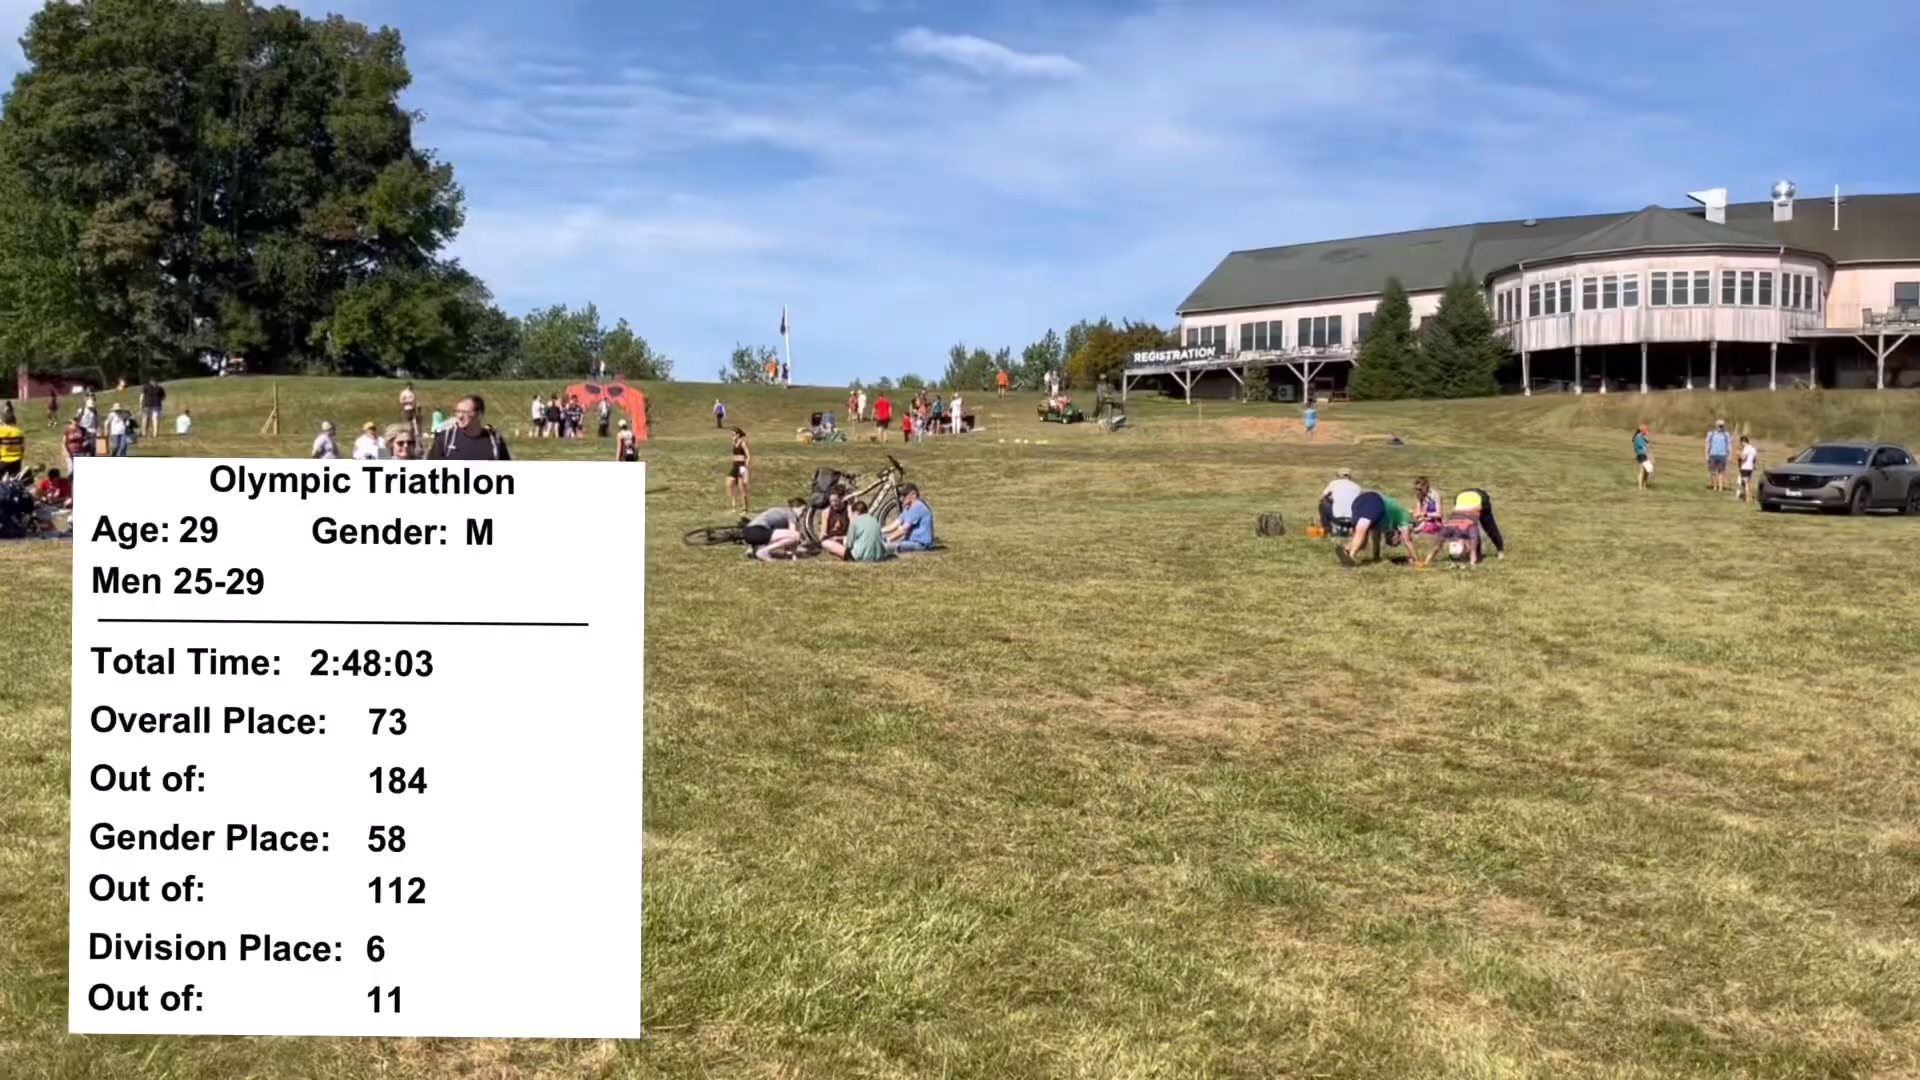 REGISTRATION
Olympic Triathlon
Age: 29 Gender: M
Men 25-29
Total Time: 2:48:03
Overall Place: 73
Out of: 184
Gender Place: 58
Out of: 112
Division Place: 6
Out of: 11